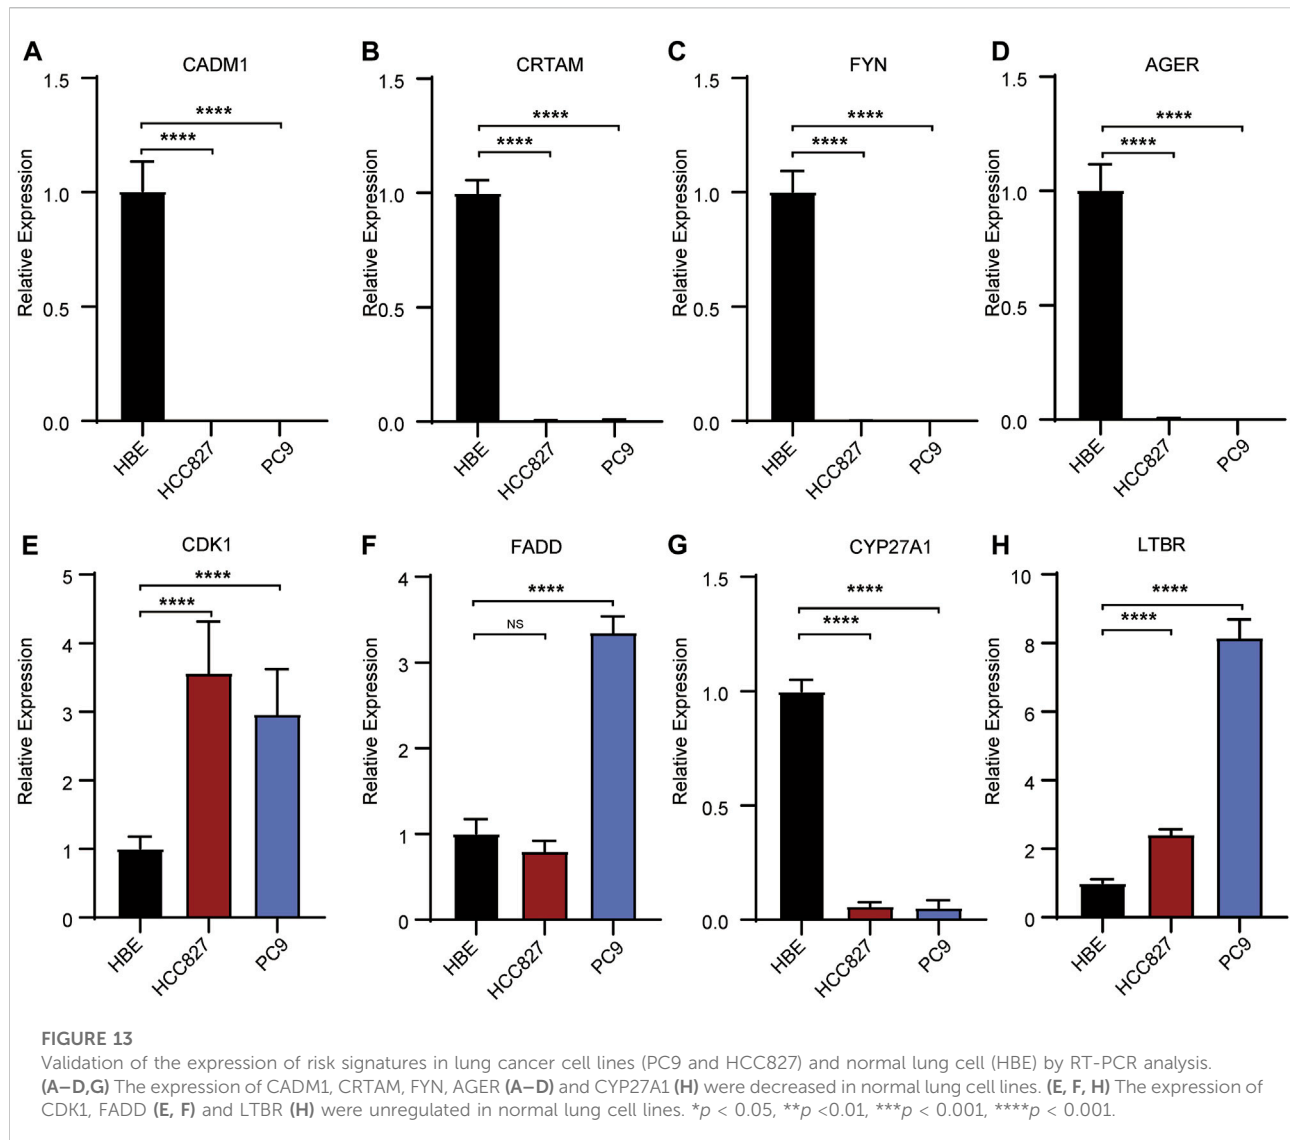 A
CADM1
1.5
1.0
0.5
0.0
Relative Expression
****
****
HBE
HCC827
PC9
B
CRTAM
1.5
1.0
0.5
0.0
Relative Expression
****
****
HBE
HCC827
PC9
C
FYN
1.5
1.0
0.5
0.0
Relative Expression
****
****
HBE
HCC827
PC9
D
AGER
1.5
1.0
0.5
0.0
Relative Expression
****
****
HBE
HCC827
PC9
E
CDK1
5
4
3
2
1
0
Relative Expression
****
****
HBE
HCC827
PC9
F
FADD
4
3
2
1
0
Relative Expression
****
NS
HBE
HCC827
PC9
G
CYP27A1
1.5
1.0
0.5
0.0
Relative Expression
****
****
HBE
HCC827
PC9
H
LTBR
10
8
6
4
2
0
Relative Expression
****
****
HBE
HCC827
PC9
FIGURE 13
Validation of the expression of risk signatures in lung cancer cell lines (PC9 and HCC827) and normal lung cell (HBE) by RT-PCR analysis.
(A–D,G) The expression of CADM1, CRTAM, FYN, AGER (A–D) and CYP27A1 (H) were decreased in normal lung cell lines. (E, F, H) The expression of
CDK1, FADD (E, F) and LTBR (H) were unregulated in normal lung cell lines. *p < 0.05, **p <0.01, ***p < 0.001, ****p < 0.001.